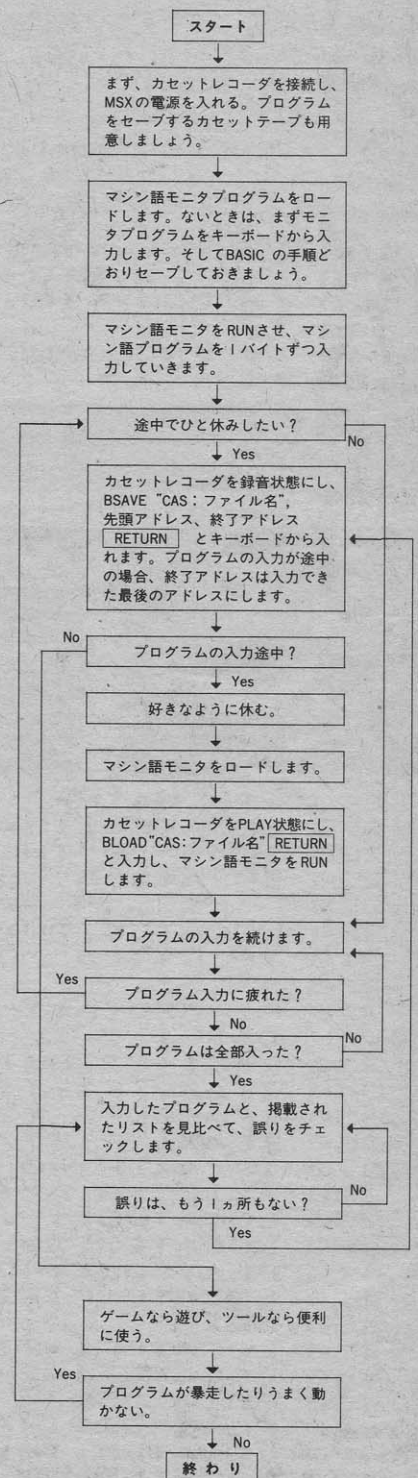 スタート
まず、カセットレコーダを接続し、
MSXの電源を入れる。プログラム
をセーブするカセットテープも用
意しましょう。
マシン語モニタプログラムをロー
ドします。ないときは、まずモニ
タプログラムをキーボードから入
力します。そしてBASIC の手順ど
おりセーブしておきましょう。
マシン語モニタをRUNさせ、マシ
ン語プログラムを1バイトずつ入
力していきます。
途中でひと休みしたい?
No
Yes
カセットレコーダを録音状態にし、
BSAVE "CAS:ファイル名",
先頭アドレス、終了アドレス
RETURN とキーボードから入
れます。プログラムの入力が途中
の場合、終了アドレスは入力でき
た最後のアドレスにします。
No
プログラムの入力途中?
Yes
好きなように休む。
マシン語モニタをロードします。
カセットレコーダをPLAY状態にし、
BLOAD"CAS:ファイル名" RETURN
と入力し、マシン語モニタをRUN
します。
プログラムの入力を続けます。
Yes
プログラム入力に疲れた?
No
プログラムは全部入った?
No
Yes
入力したプログラムと、掲載され
たリストを見比べて、誤りをチェ
ックします。
誤りは、もう1ヵ所もない?
No
Yes
ゲームなら遊び、ツールなら便利
に使う。
Yes
プログラムが暴走したりうまく動
かない。
No
終わり